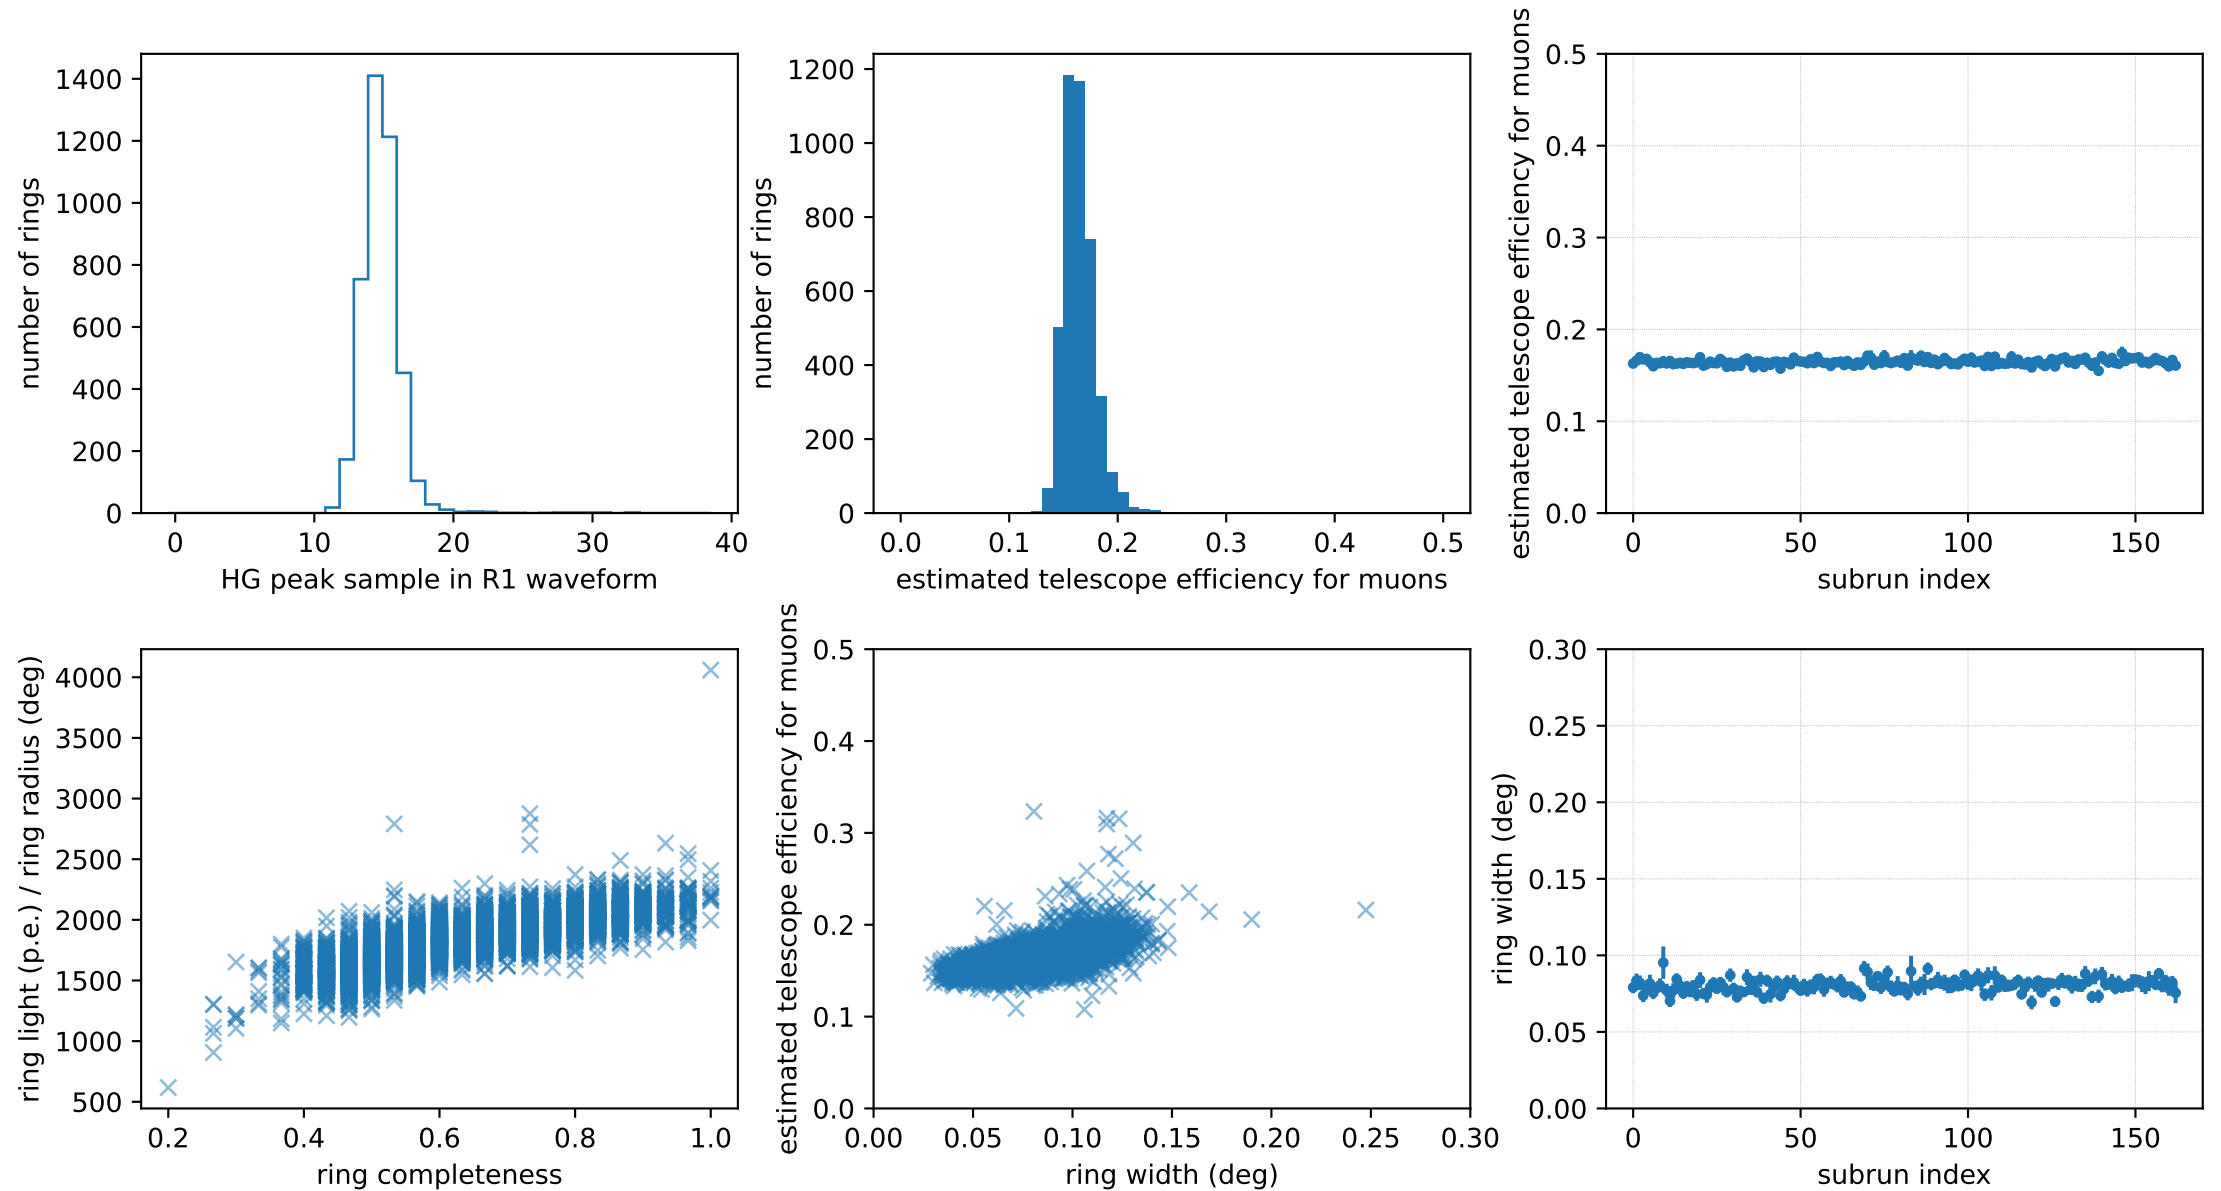 1400
1200
1000
800
600
400
200
0
number of rings
0 10 20 30 40
HG peak sample in R1 waveform
1200
1000
800
600
400
200
0
number of rings
0.0 0.1 0.2 0.3 0.4 0.5
estimated telescope efficiency for muons
0.5
0.4
0.3
0.2
0.1
0.0
estimated telescope efficiency for muons
0 50 100 150
subrun index
4000
3500
3000
2500
2000
1500
1000
500
ring light (p.e.) / ring radius (deg)
0.2 0.4 0.6 0.8 1.0
ring completeness
0.5
0.4
0.3
0.2
0.1
0.0
estimated telescope efficiency for muons
0.00 0.05 0.10 0.15 0.20 0.25 0.30
ring width (deg)
0.30
0.25
0.20
0.15
0.10
0.05
0.00
ring width (deg)
0 50 100 150
subrun index